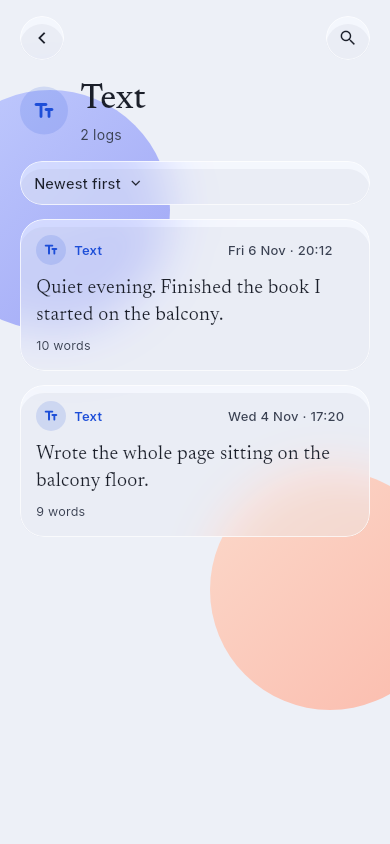 Text
2 logs
Newest first
Text Fri 6 Nov · 20:12
Quiet evening. Finished the book I
started on the balcony.
10 words
Text Wed 4 Nov · 17:20
Wrote the whole page sitting on the
balcony floor.
9 words